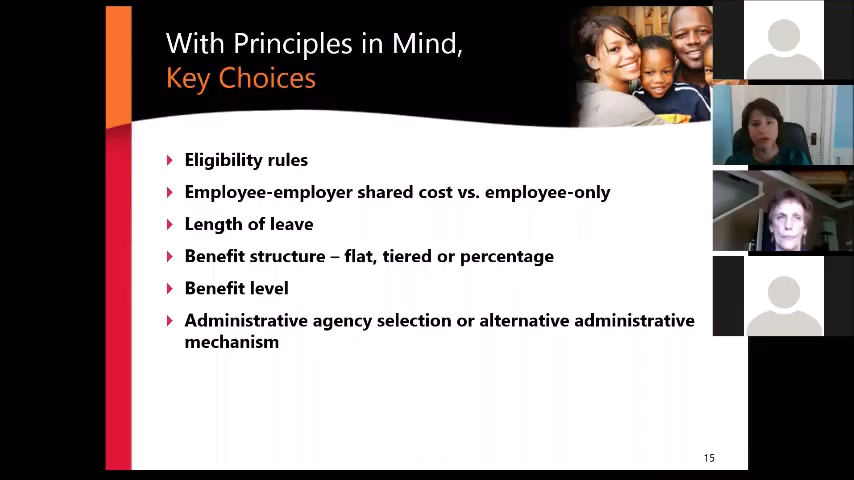 With Principles in Mind,
Key Choices
Eligibility rules
Employee-employer shared cost vs. employee-only
Length of leave
Benefit structure – flat, tiered or percentage
Benefit level
Administrative agency selection or alternative administrative
mechanism
15